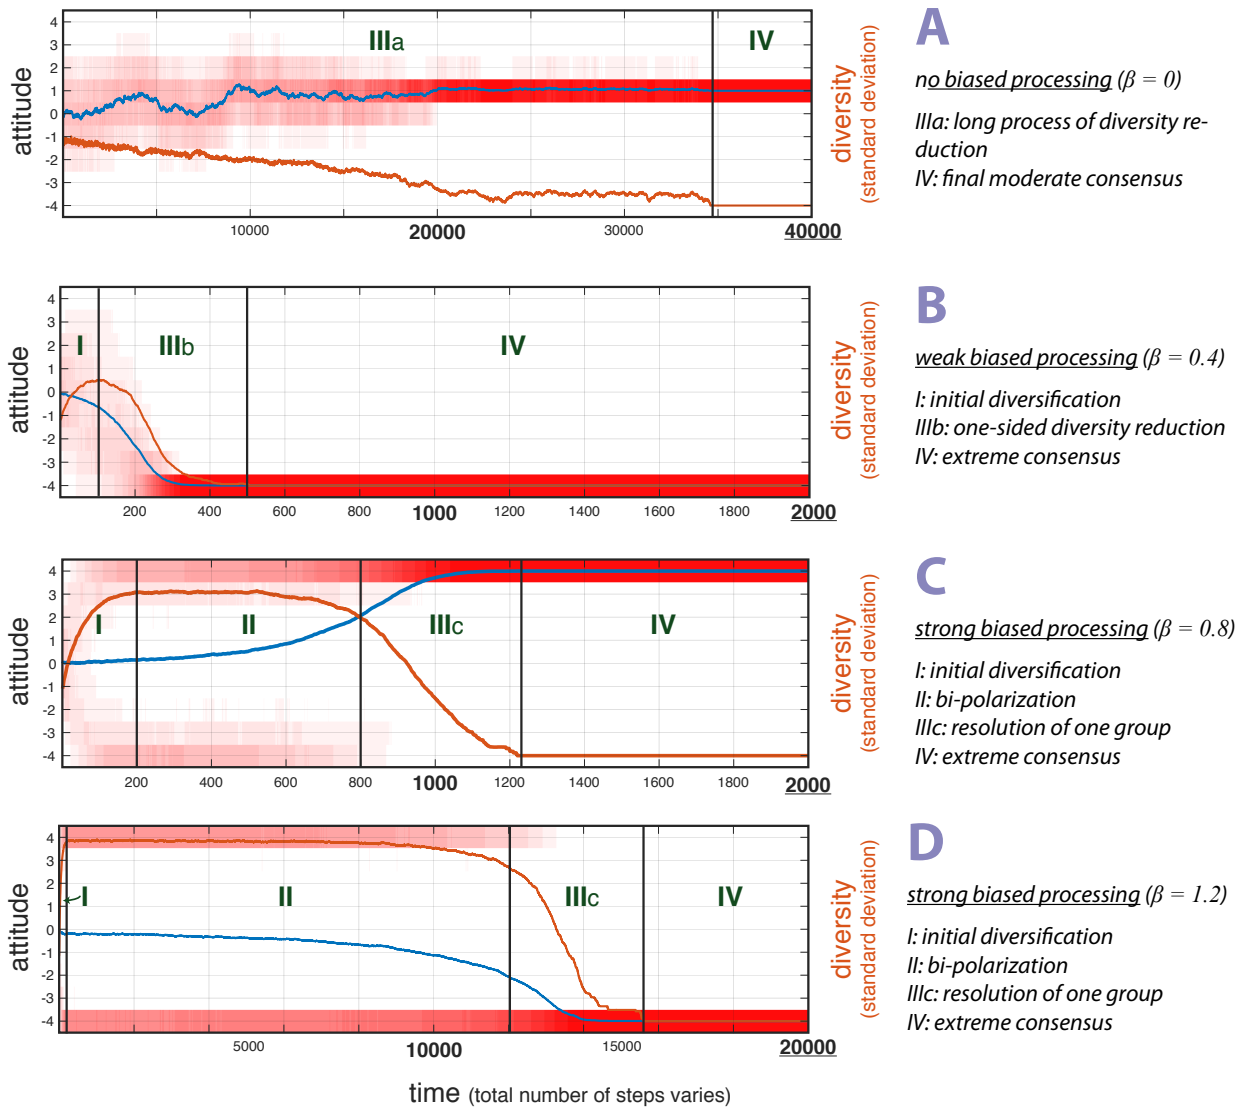 4
3
2
1
0
-1
-2
-3
-4
attitude
IIIa
IV
10000
20000
30000
40000
diversity
(standard deviation)
A
no biased processing (β = 0)
IIIa: long process of diversity re-
duction
IV: final moderate consensus
4
3
2
1
0
-1
-2
-3
-4
attitude
I
IIIb
IV
200
400
600
800
1000
1200
1400
1600
1800
2000
diversity
(standard deviation)
B
weak biased processing (β = 0.4)
I: initial diversification
IIIb: one-sided diversity reduction
IV: extreme consensus
4
3
2
1
0
-1
-2
-3
-4
attitude
I
II
IIIc
IV
200
400
600
800
1000
1200
1400
1600
1800
2000
diversity
(standard deviation)
C
strong biased processing (β = 0.8)
I: initial diversification
II: bi-polarization
IIIc: resolution of one group
IV: extreme consensus
4
3
2
1
0
-1
-2
-3
-4
attitude
I
II
IIIc
IV
5000
10000
15000
20000
diversity
(standard deviation)
D
strong biased processing (β = 1.2)
I: initial diversification
II: bi-polarization
IIIc: resolution of one group
IV: extreme consensus
time (total number of steps varies)